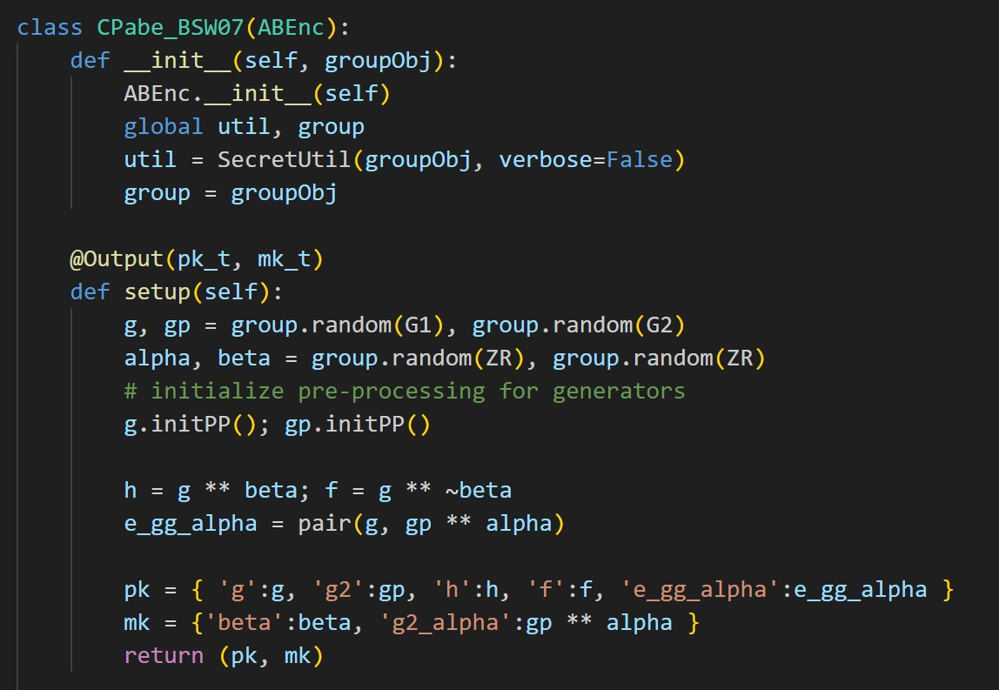 class CPabe_BSW07(ABEnc):
    def __init__(self, groupObj):
        ABEnc.__init__(self)
        global util, group
        util = SecretUtil(groupObj, verbose=False)
        group = groupObj

    @Output(pk_t, mk_t)
    def setup(self):
        g, gp = group.random(G1), group.random(G2)
        alpha, beta = group.random(ZR), group.random(ZR)
        # initialize pre-processing for generators
        g.initPP(); gp.initPP()

        h = g ** beta; f = g ** ~beta
        e_gg_alpha = pair(g, gp ** alpha)

        pk = { 'g':g, 'g2':gp, 'h':h, 'f':f, 'e_gg_alpha':e_gg_alpha }
        mk = {'beta':beta, 'g2_alpha':gp ** alpha }
        return (pk, mk)